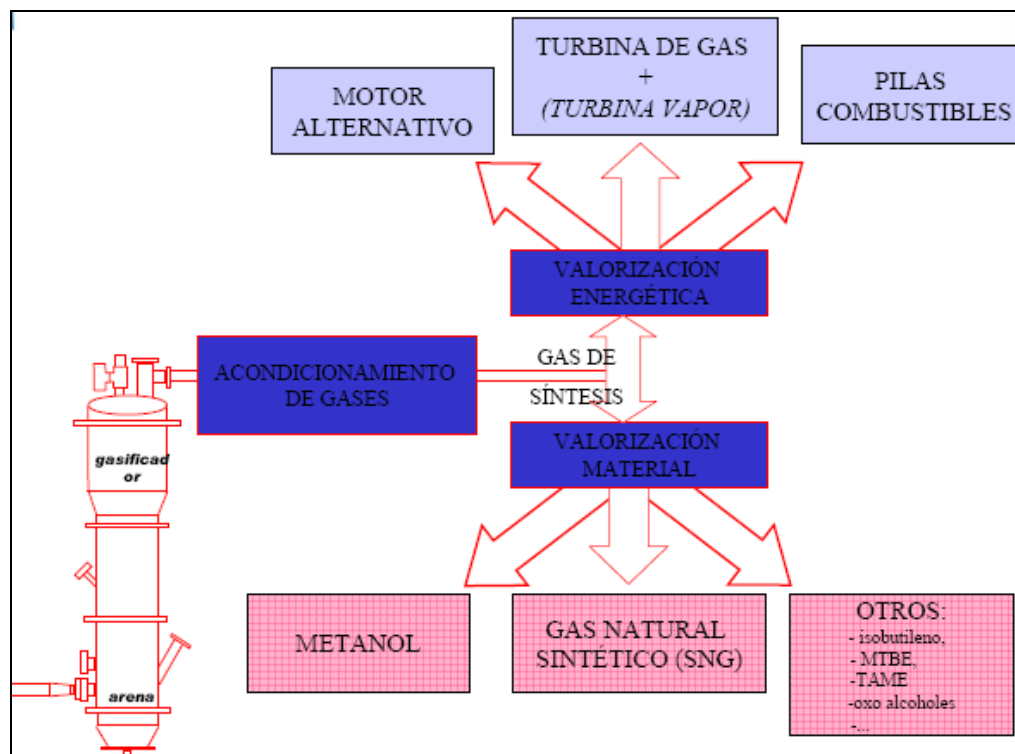 TURBINA DE GAS
+
(TURBINA VAPOR)
MOTOR
ALTERNATIVO
PILAS
COMBUSTIBLES
VALORIZACIÓN
ENERGÉTICA
ACONDICIONAMIENTO
DE GASES
GAS DE
SÍNTESIS
VALORIZACIÓN
MATERIAL
gasificad
or
arena
METANOL
GAS NATURAL
SINTÉTICO (SNG)
OTROS:
- isobutileno,
- MTBE,
-TAME
-oxo alcoholes
-...